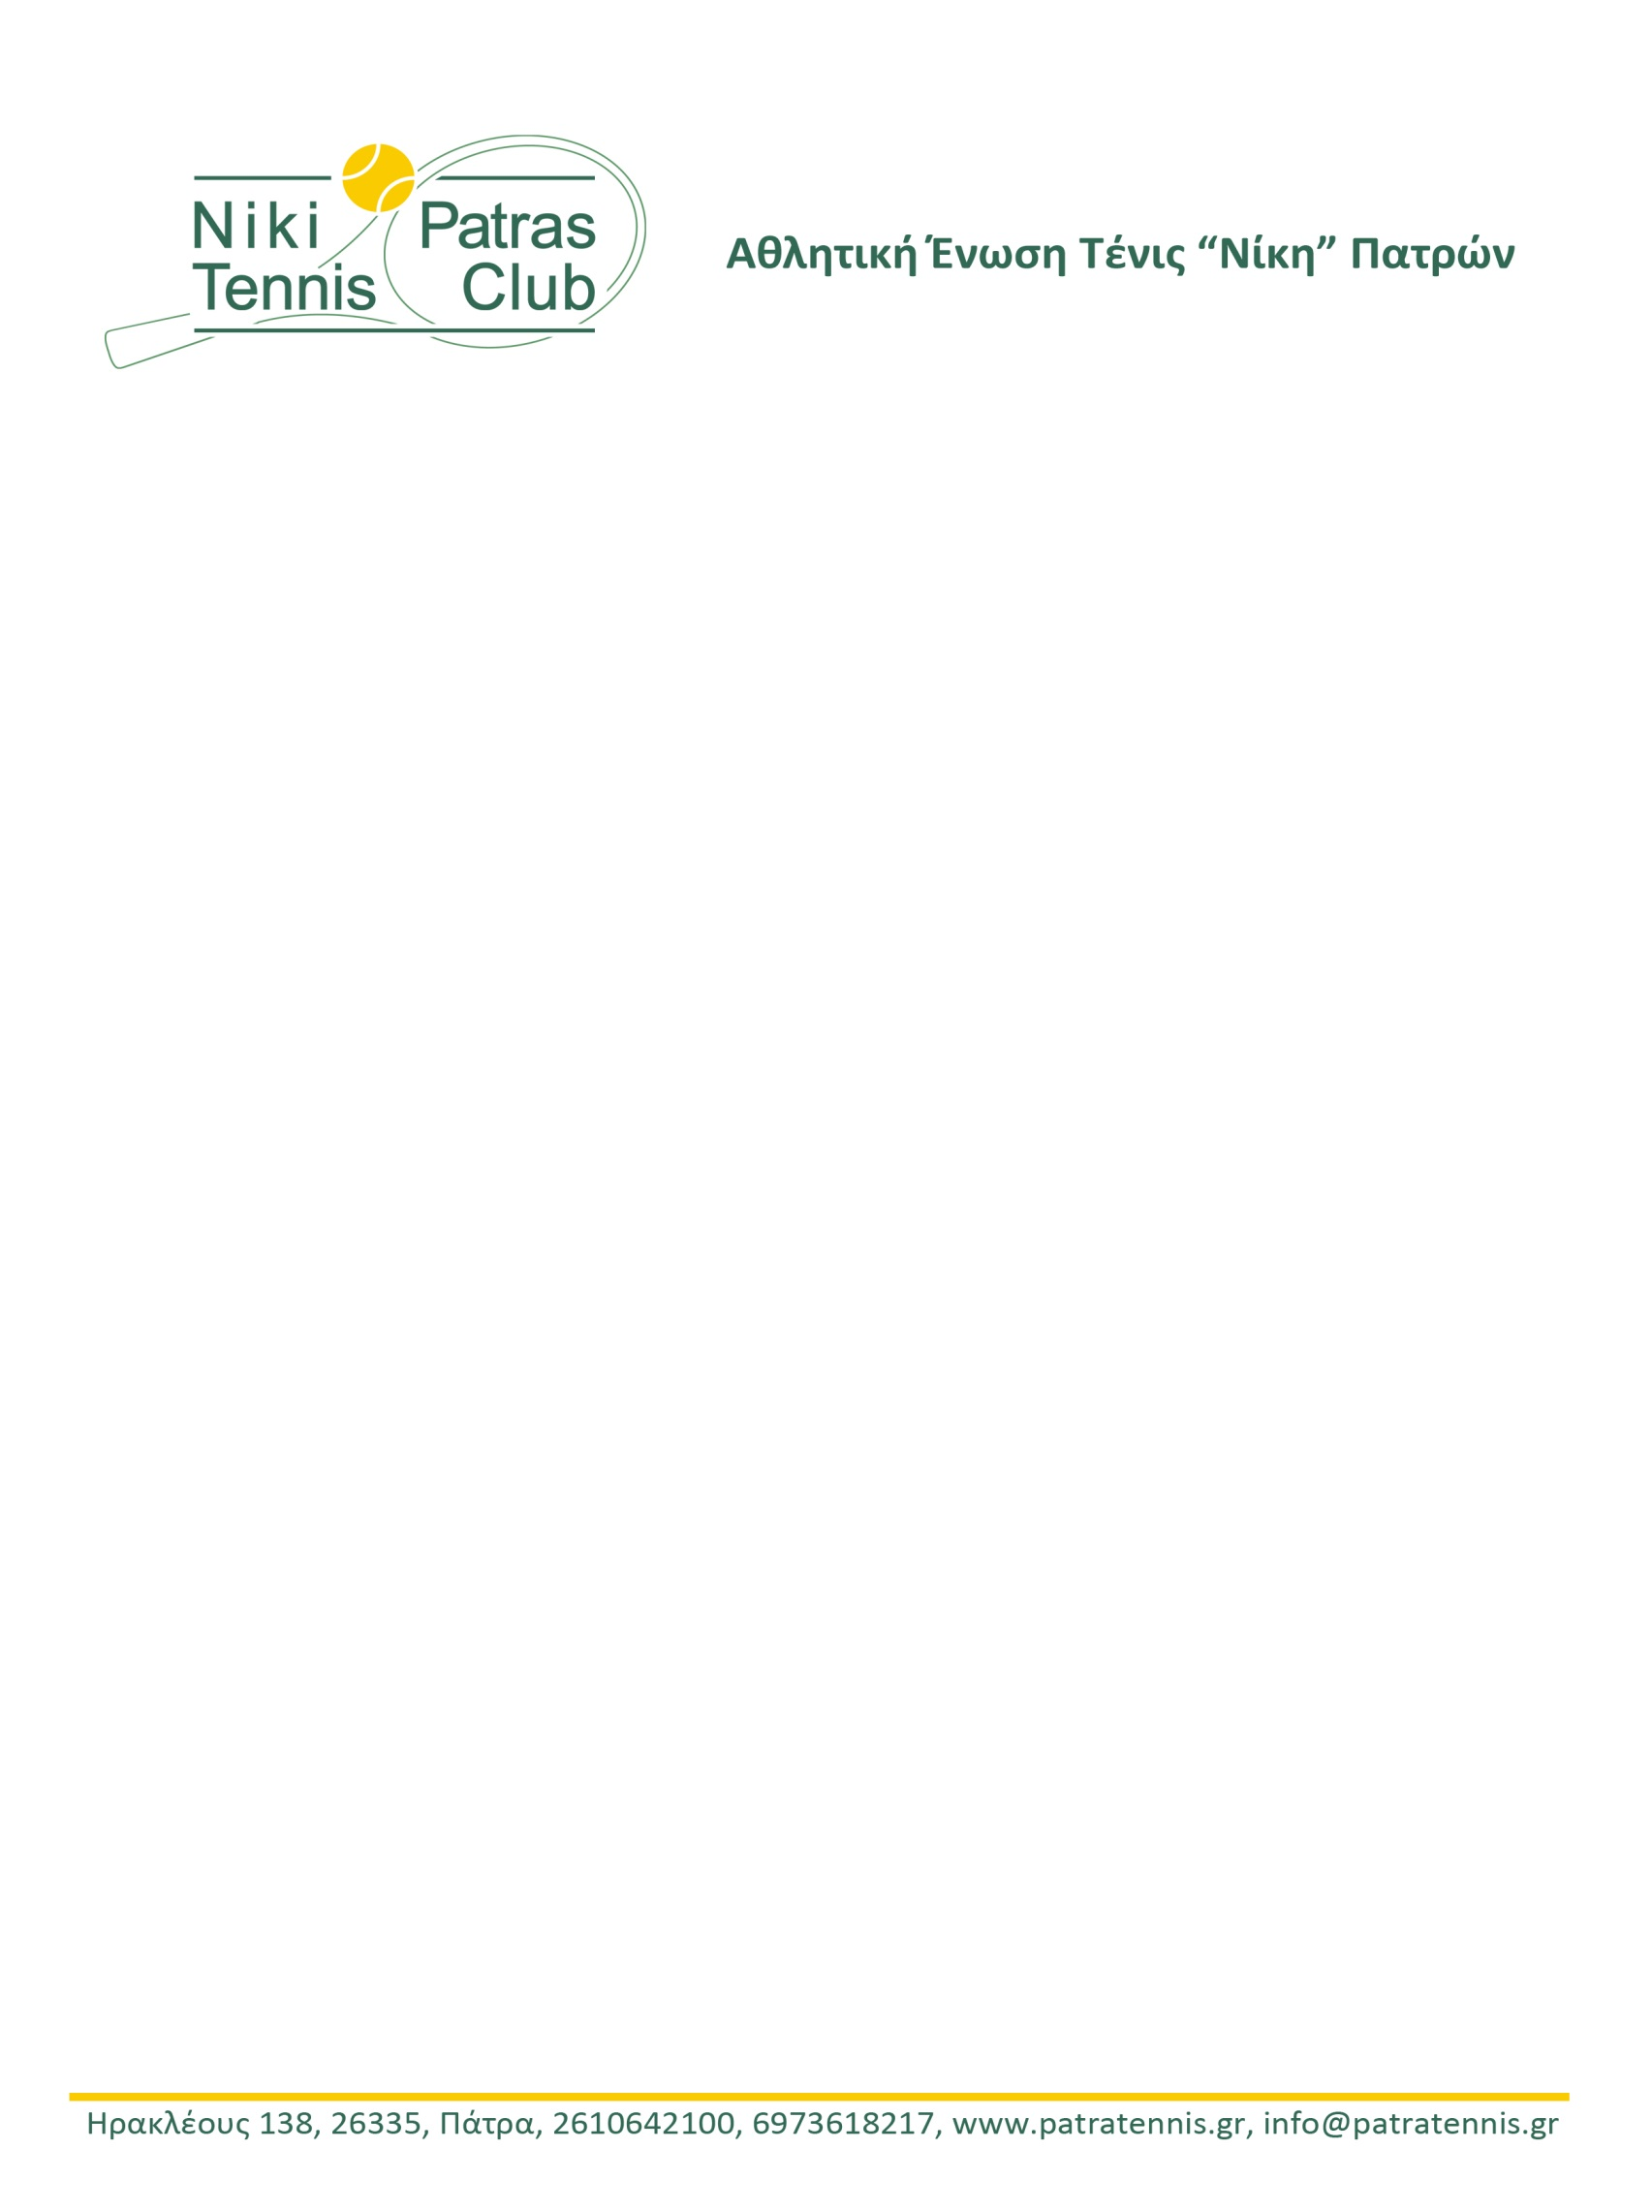 Niki Patras
Tennis Club
Αθλητική Ένωση Τένις “Νίκη” Πατρών
Ηρακλέους 138, 26335, Πάτρα, 2610642100, 6973618217, www.patratennis.gr, info@patratennis.gr